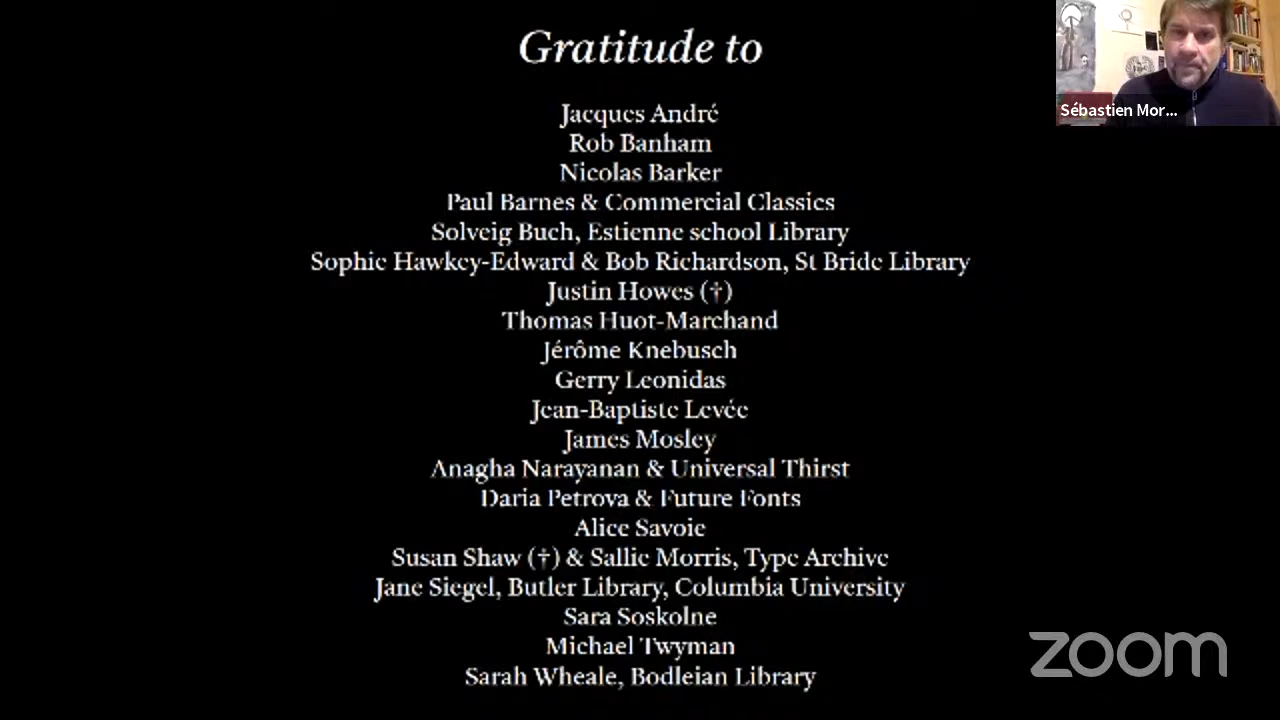 Gratitude to
Jacques André
Rob Banham
Nicolas Barker
Paul Barnes & Commercial Classics
Solveig Buch, Estienne school Library
Sophie Hawkey-Edward & Bob Richardson, St Bride Library
Justin Howes (†)
Thomas Huot-Marchand
Jérôme Knebusch
Gerry Leonidas
Jean-Baptiste Levée
James Mosley
Anagha Narayanan & Universal Thirst
Daria Petrova & Future Fonts
Alice Savoie
Susan Shaw (†) & Sallie Morris, Type Archive
Jane Siegel, Butler Library, Columbia University
Sara Soskolne
Michael Twyman
Sarah Wheale, Bodleian Library
Sébastien Mor...
zoom